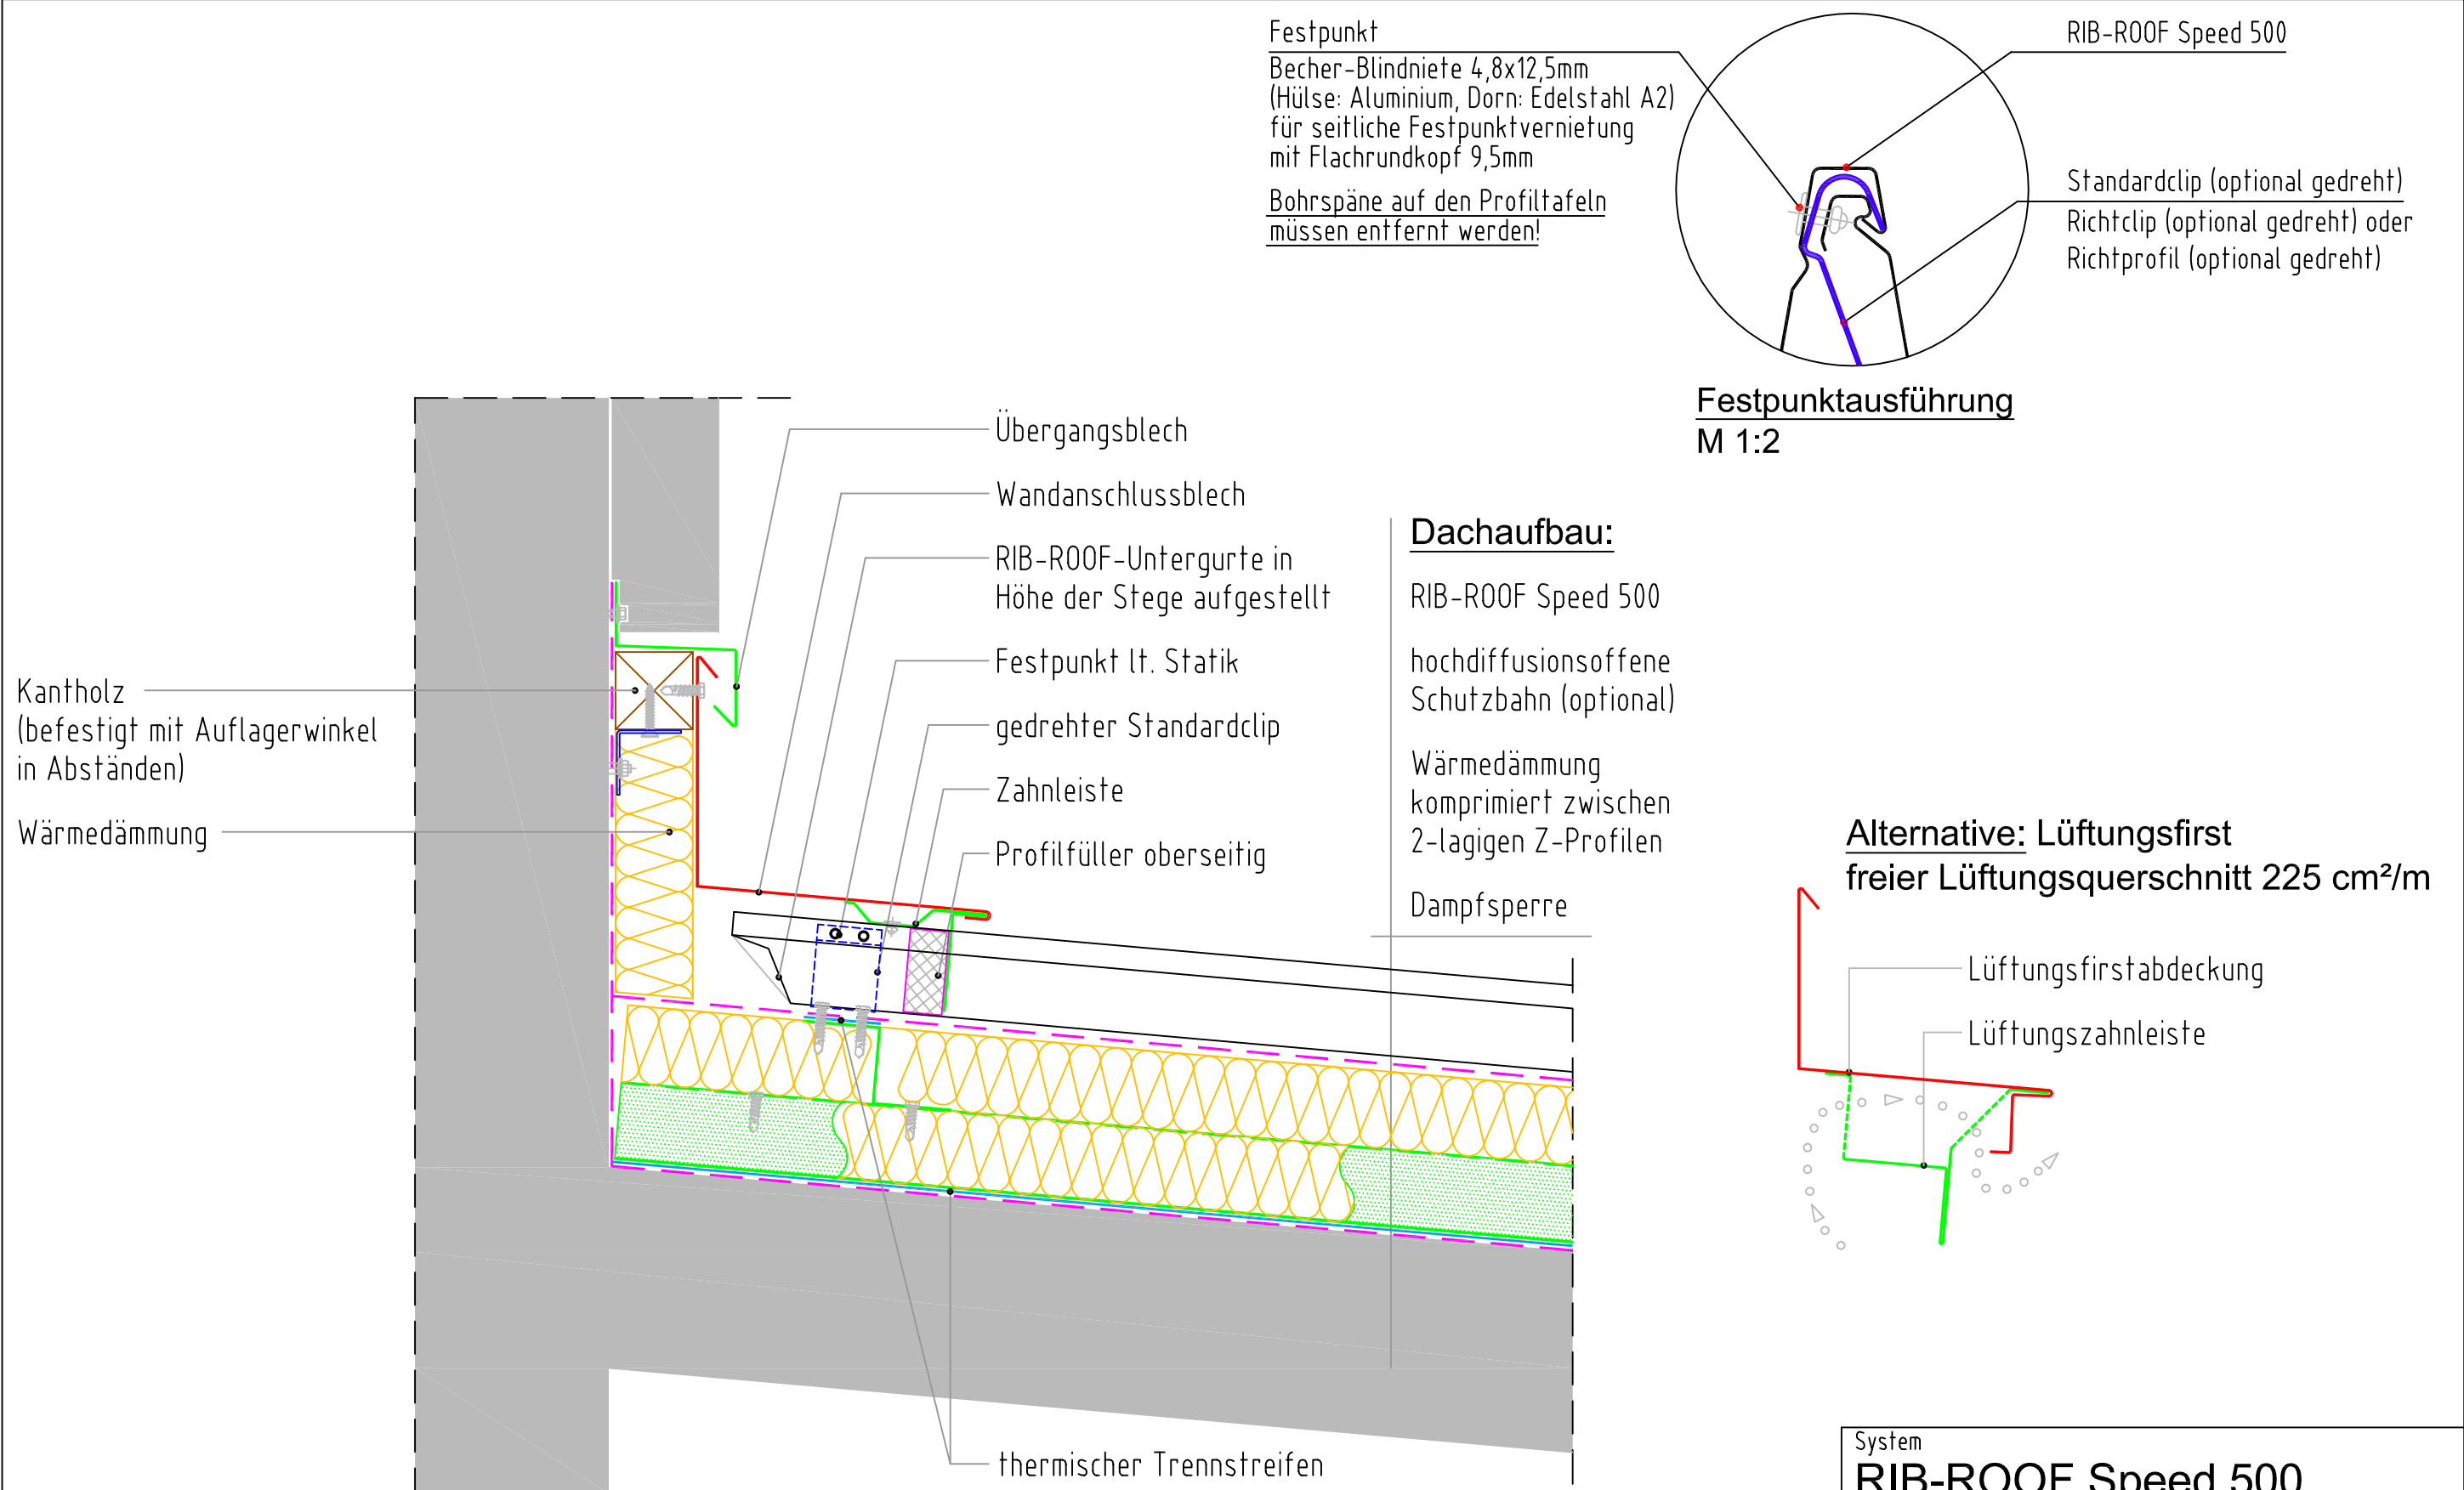 Festpunkt
Becher-Blindniete 4,8x12,5mm
(Hülse: Aluminium, Dorn: Edelstahl A2)
für seitliche Festpunktvernietung
mit Flachrundkopf 9,5mm
Bohrspäne auf den Profiltafeln
müssen entfernt werden!
RIB-ROOF Speed 500
Standardclip (optional gedreht)
Richtclip (optional gedreht) oder
Richtprofil (optional gedreht)
Festpunktausführung
M 1:2
Übergangsblech
Wandanschlussblech
RIB-ROOF-Untergurte in
Höhe der Stege aufgestellt
Festpunkt lt. Statik
gedrehter Standardclip
Zahnleiste
Profilfüller oberseitig
Kantholz
(befestigt mit Auflagerwinkel
in Abständen)
Wärmedämmung
Dachaufbau:
RIB-ROOF Speed 500
hochdiffusionsoffene
Schutzbahn (optional)
Wärmedämmung
komprimiert zwischen
2-lagigen Z-Profilen
Dampfsperre
Alternative: Lüftungsfirst
freier Lüftungsquerschnitt 225 cm²/m
Lüftungsfirstabdeckung
Lüftungszahnleiste
thermischer Trennstreifen
System
RIB-ROOF Speed 500